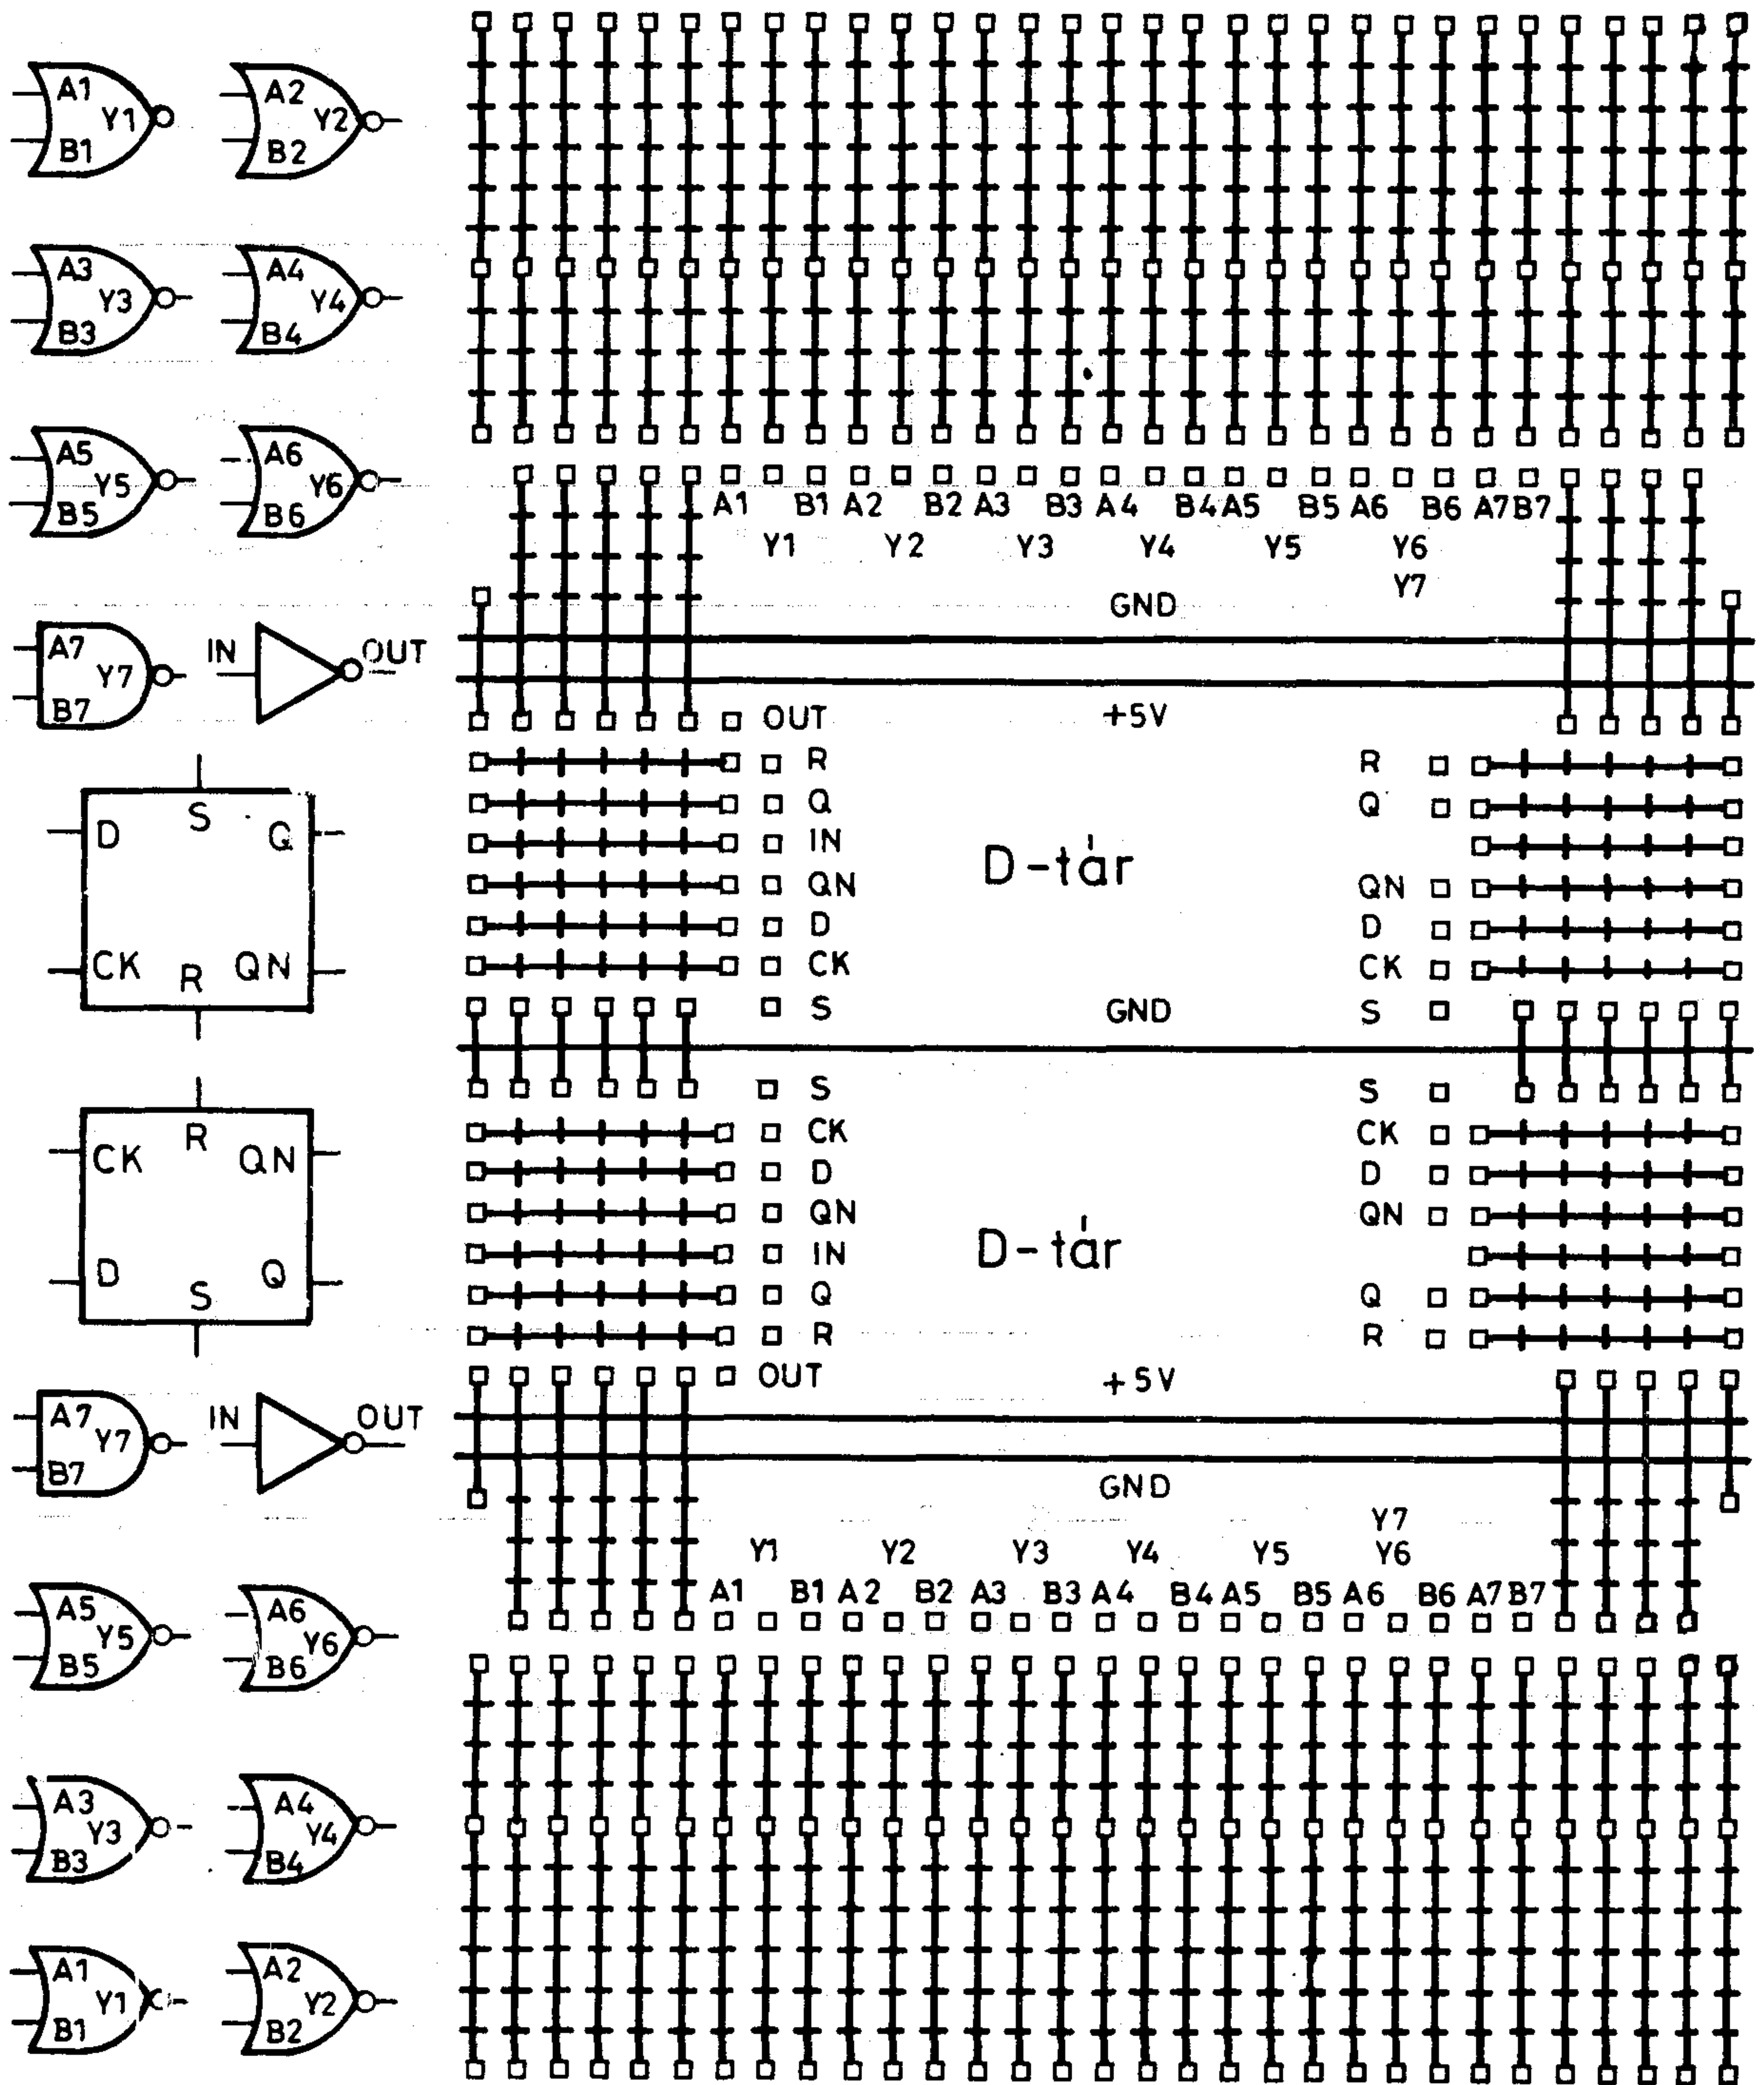 A1 Y1 B1
A2 Y2 B2
A3 Y3 B3
A4 Y4 B4
A5 Y5 B5
A6 Y6 B6
A7 Y7 B7
IN OUT
S
D Q
CK R QN
R
CK QN
D S Q
A7 Y7 B7
IN OUT
A5 Y5 B5
A6 Y6 B6
A3 Y3 B3
A4 Y4 B4
A1 Y1 B1
A2 Y2 B2
A1 B1 A2 B2 A3 B3 A4 B4 A5 B5 A6 B6 A7 B7
Y1 Y2 Y3 Y4 Y5 Y6
Y7
GND
OUT +5V
R R
Q Q
IN
D-tár
QN QN
D D
CK CK
S GND S
S S
CK CK
D D
QN QN
D-tár
IN
Q Q
R R
OUT +5V
GND
Y7
Y1 Y2 Y3 Y4 Y5 Y6
A1 B1 A2 B2 A3 B3 A4 B4 A5 B5 A6 B6 A7 B7